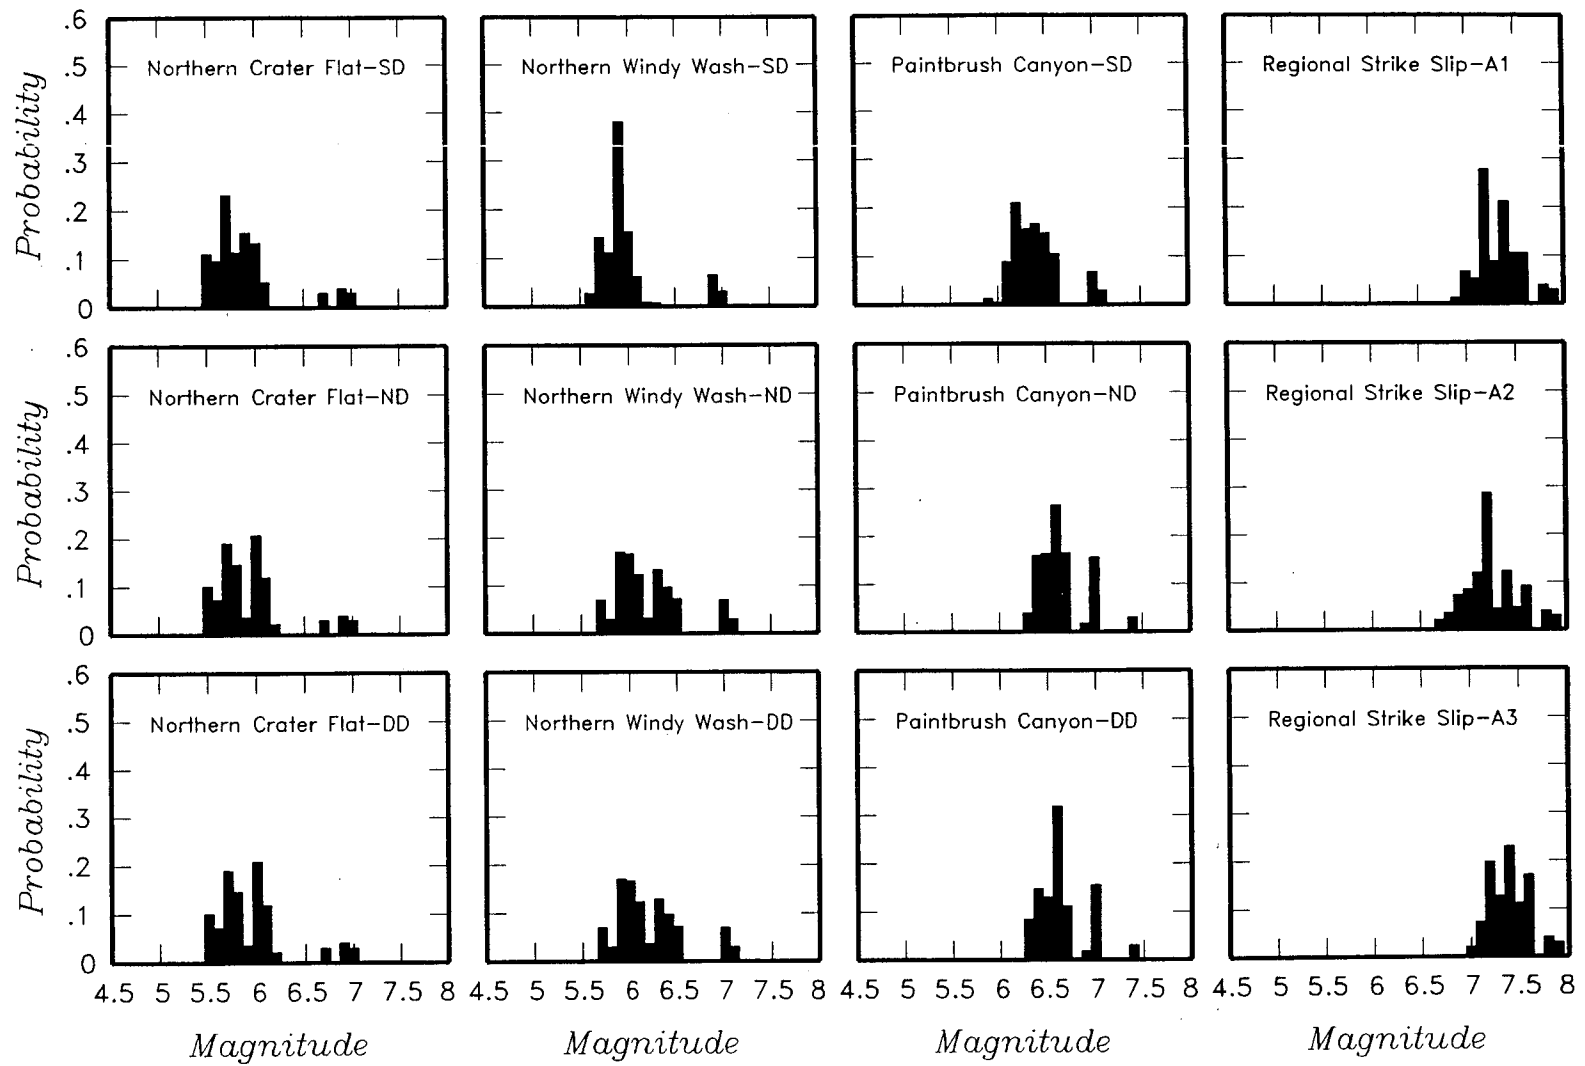 .6
.5
.4
.3
.2
.1
0
Probability
Northern Crater Flat-SD
Northern Windy Wash-SD
Paintbrush Canyon-SD
Regional Strike Slip-A1
.6
.5
.4
.3
.2
.1
0
Probability
Northern Crater Flat-ND
Northern Windy Wash-ND
Paintbrush Canyon-ND
Regional Strike Slip-A2
.6
.5
.4
.3
.2
.1
0
Probability
Northern Crater Flat-DD
Northern Windy Wash-DD
Paintbrush Canyon-DD
Regional Strike Slip-A3
4.5 5 5.5 6 6.5 7 7.5 8
4.5 5 5.5 6 6.5 7 7.5 8
4.5 5 5.5 6 6.5 7 7.5 8
4.5 5 5.5 6 6.5 7 7.5 8
Magnitude
Magnitude
Magnitude
Magnitude